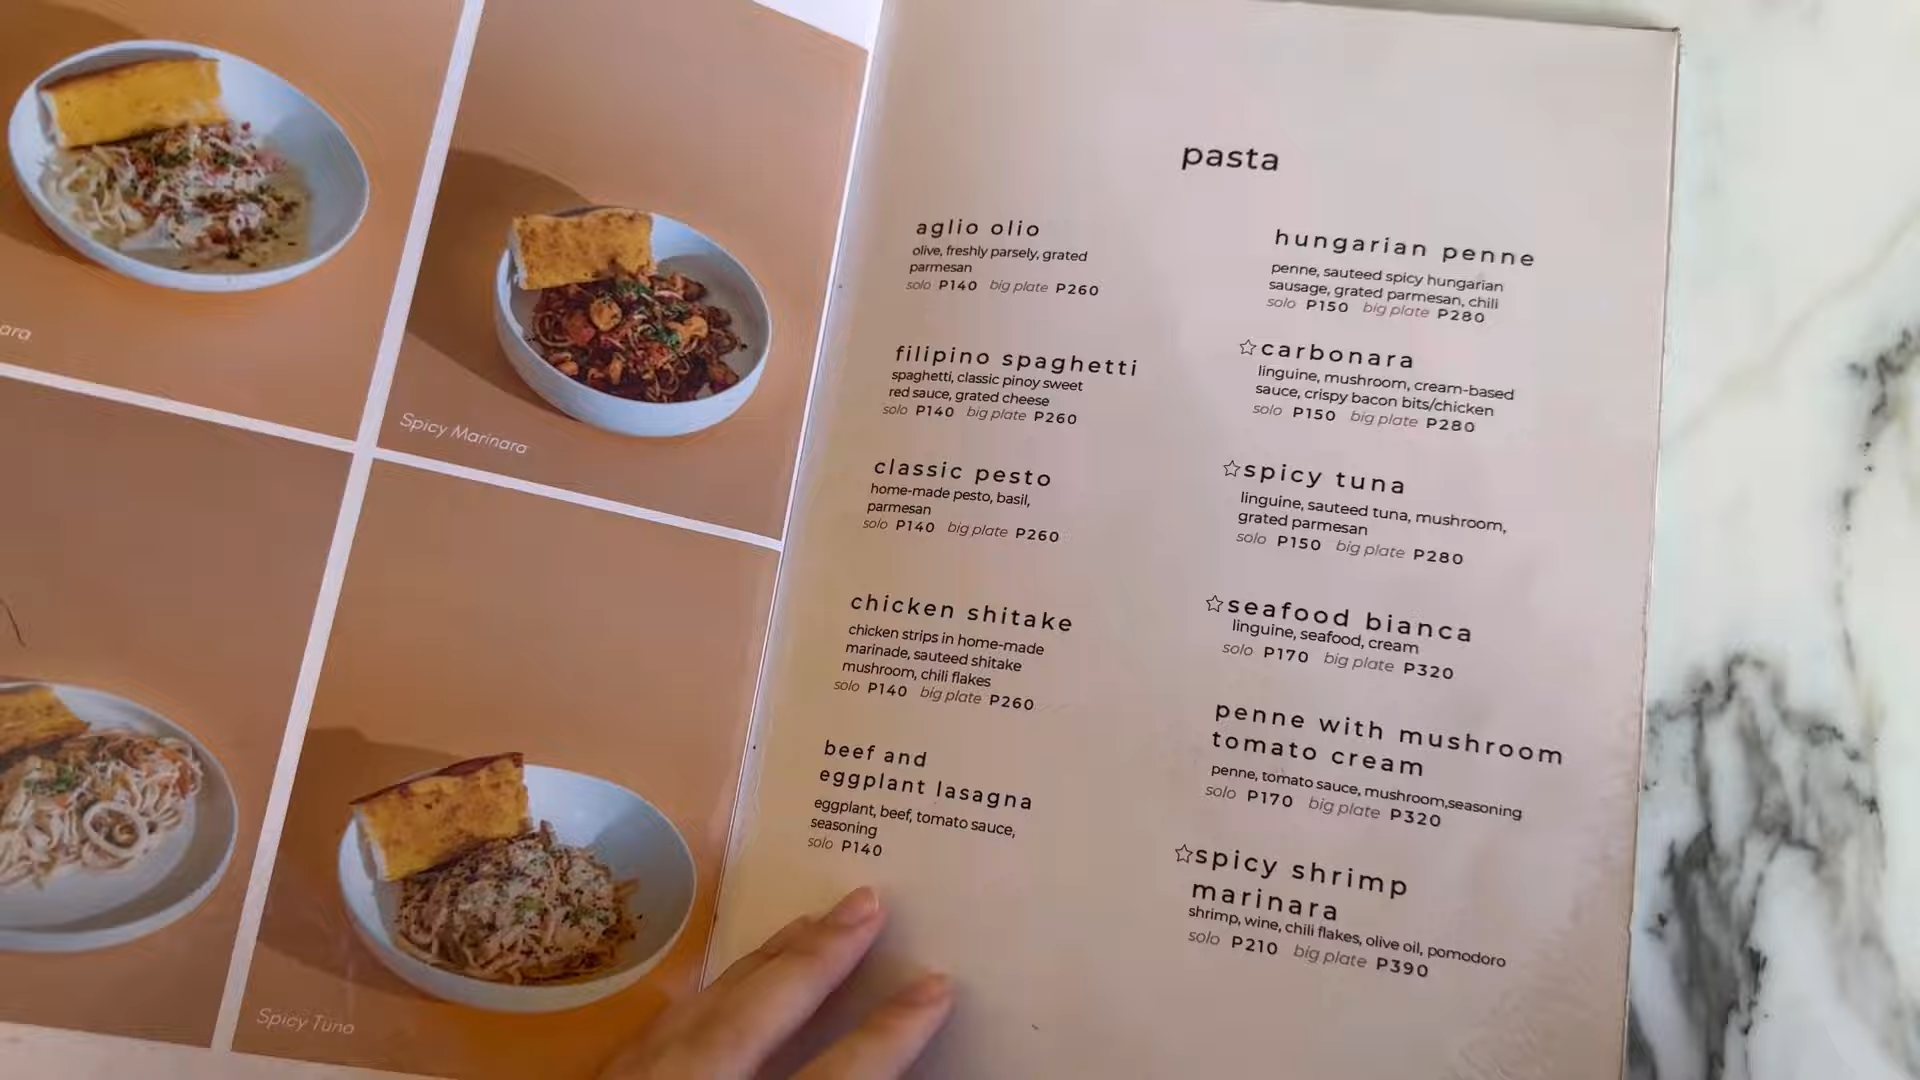 ara
Spicy Marinara
Spicy Tuna
pasta
aglio olio
olive, freshly parsely, grated
parmesan
solo P140 big plate P260
filipino spaghetti
spaghetti, classic pinoy sweet
red sauce, grated cheese
solo P140 big plate P260
classic pesto
home-made pesto, basil,
parmesan
solo P140 big plate P260
chicken shitake
chicken strips in home-made
marinade, sauteed shitake
mushroom, chili flakes
solo P140 big plate P260
beef and
eggplant lasagna
eggplant, beef, tomato sauce,
seasoning
solo P140
hungarian penne
penne, sauteed spicy hungarian
sausage, grated parmesan, chili
solo P150 big plate P280
☆carbonara
linguine, mushroom, cream-based
sauce, crispy bacon bits/chicken
solo P150 big plate P280
☆spicy tuna
linguine, sauteed tuna, mushroom,
grated parmesan
solo P150 big plate P280
☆seafood bianca
linguine, seafood, cream
solo P170 big plate P320
penne with mushroom
tomato cream
penne, tomato sauce, mushroom,seasoning
solo P170 big plate P320
☆spicy shrimp
marinara
shrimp, wine, chili flakes, olive oil, pomodoro
solo P210 big plate P390